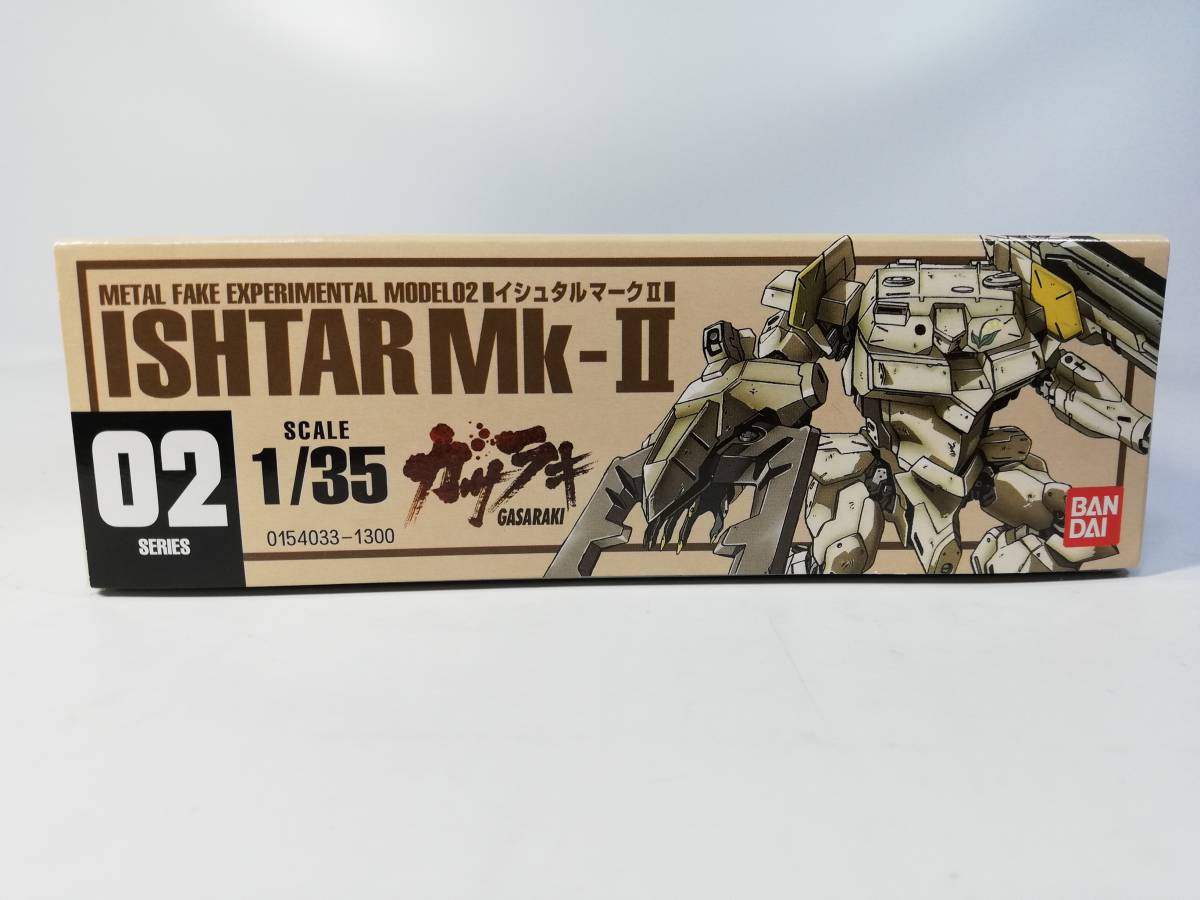 METAL FAKE EXPERIMENTAL MODEL02 ■イシュタルマークⅡ■
ISHTAR Mk-II
02
SERIES
SCALE
1/35
ガサラキ
GASARAKI
0154033-1300
BAN
DAI